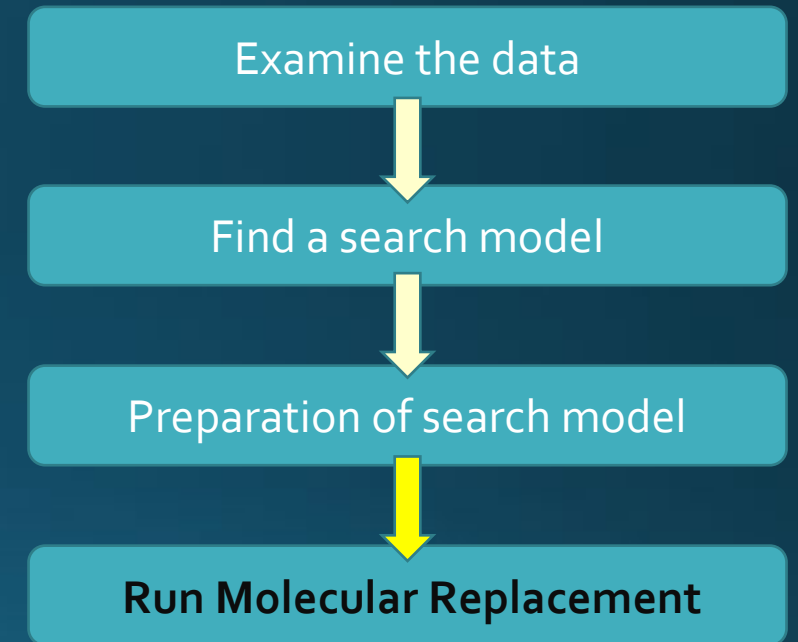 Examine the data
Find a search model
Preparation of search model
Run Molecular Replacement